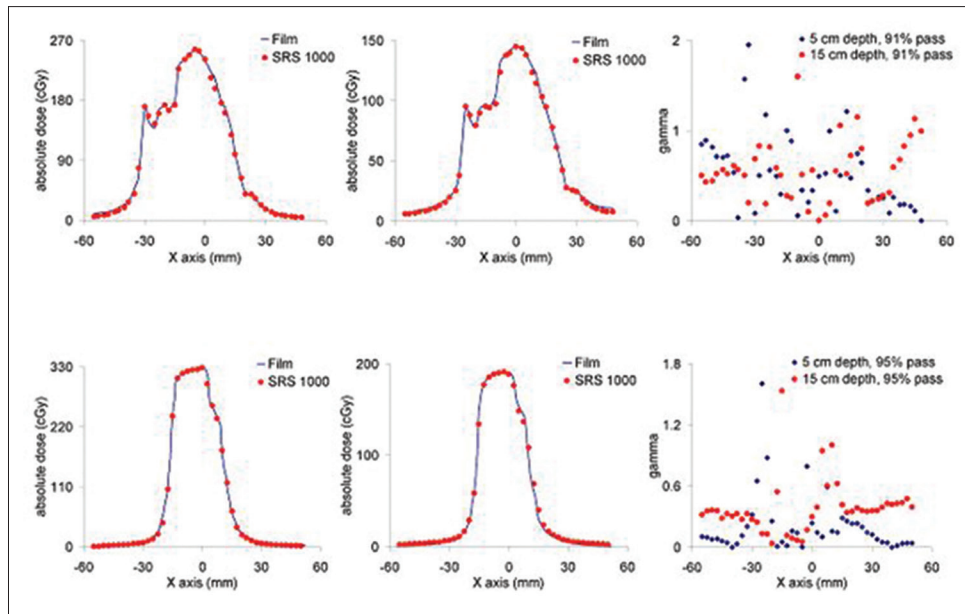 270
180
90
0
absolute dose (cGy)
-60 -30 0 30 60
X axis (mm)
Film
SRS 1000
150
100
50
0
absolute dose (cGy)
-60 -30 0 30 60
X axis (mm)
Film
SRS 1000
2
1
0
gamma
-60 -30 0 30 60
X axis (mm)
5 cm depth, 91% pass
15 cm depth, 91% pass
330
220
110
0
absolute dose (cGy)
-60 -30 0 30 60
X axis (mm)
Film
SRS 1000
200
100
0
absolute dose (cGy)
-60 -30 0 30 60
X axis (mm)
Film
SRS 1000
1.8
1.2
0.6
0
gamma
-60 -30 0 30 60
X axis (mm)
5 cm depth, 95% pass
15 cm depth, 95% pass